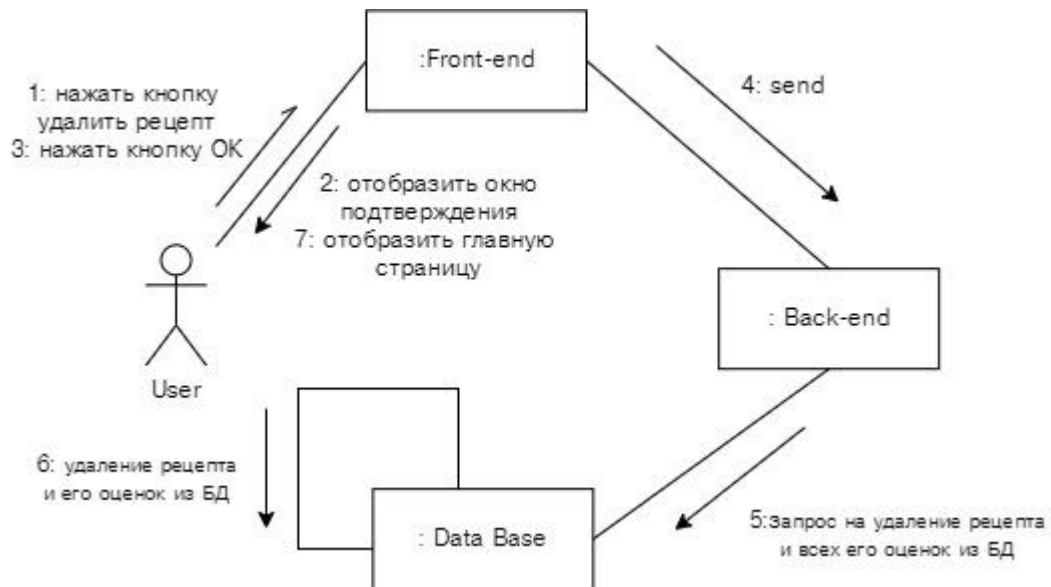 :Front-end
1: нажать кнопку
удалить рецепт
3: нажать кнопку OK
4: send
2: отобразить окно
подтверждения
7: отобразить главную
страницу
: Back-end
User
6: удаление рецепта
и его оценок из БД
: Data Base
5:Запрос на удаление рецепта
и всех его оценок из БД